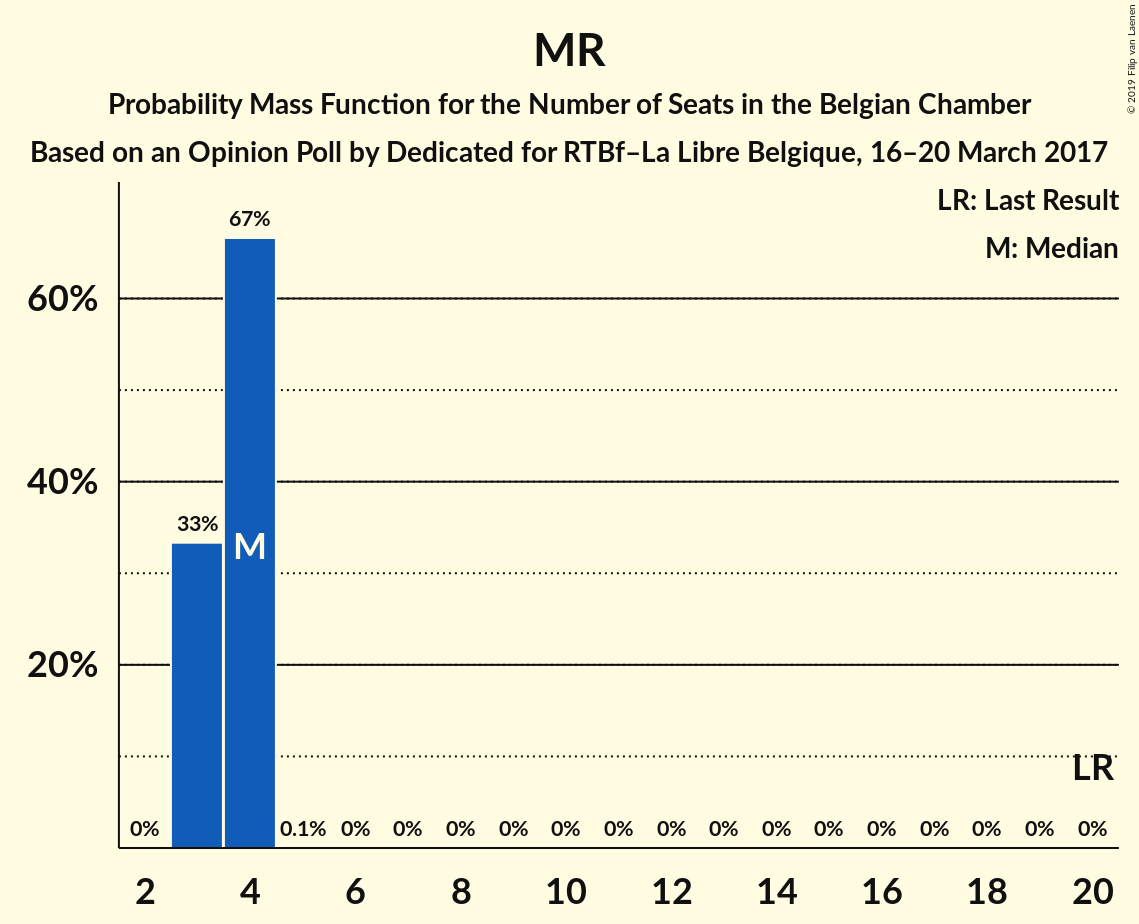 MR
Probability Mass Function for the Number of Seats in the Belgian Chamber
Based on an Opinion Poll by Dedicated for RTBf–La Libre Belgique, 16–20 March 2017
© 2019 Filip van Laenen
LR: Last Result
M: Median
67%
60%
40%
33%
M
20%
LR
0% 0.1% 0% 0% 0% 0% 0% 0% 0% 0% 0% 0% 0% 0% 0% 0% 0%
2 4 6 8 10 12 14 16 18 20